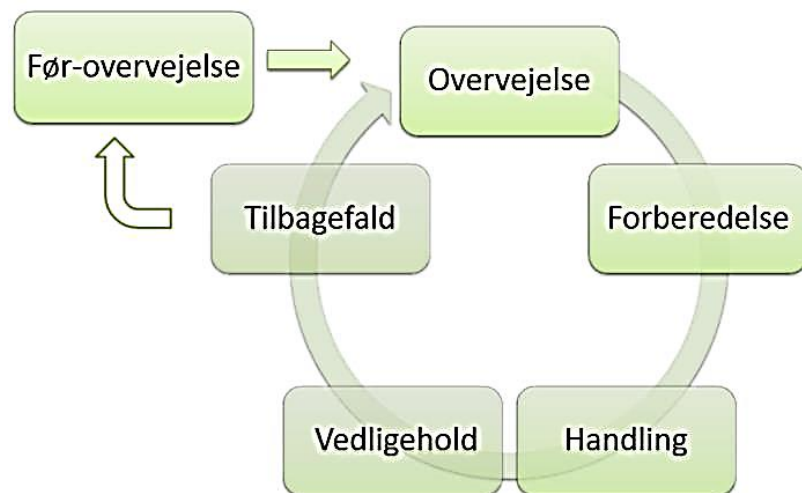 Før-overvejelse
Overvejelse
Tilbagefald
Forberedelse
Vedligehold
Handling